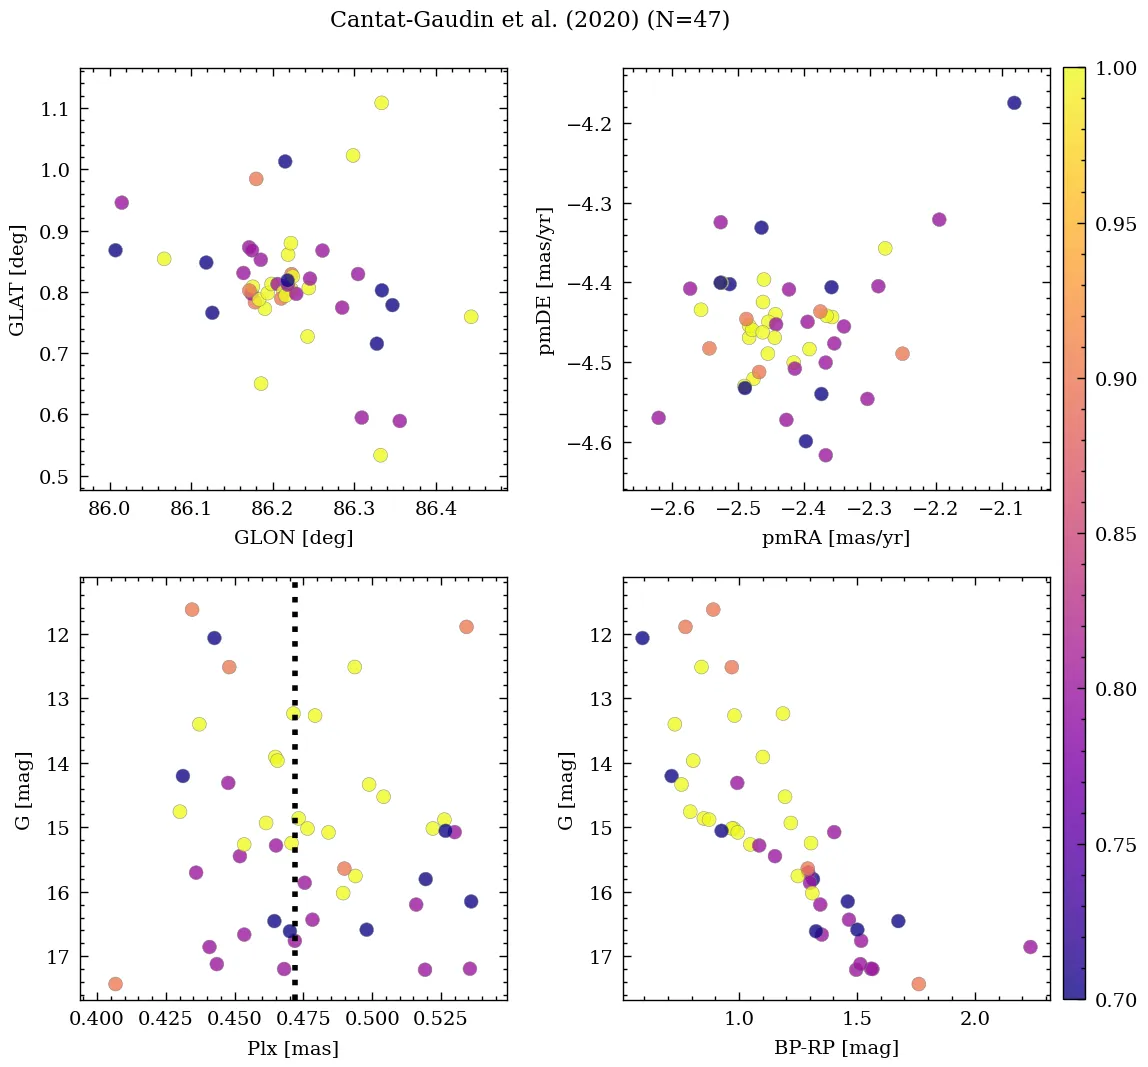 Cantat-Gaudin et al. (2020) (N=47)
GLAT [deg]
1.1
1.0
0.9
0.8
0.7
0.6
0.5
86.0 86.1 86.2 86.3 86.4
GLON [deg]
pmDE [mas/yr]
−4.2
−4.3
−4.4
−4.5
−4.6
−2.6 −2.5 −2.4 −2.3 −2.2 −2.1
pmRA [mas/yr]
G [mag]
12
13
14
15
16
17
0.400 0.425 0.450 0.475 0.500 0.525
Plx [mas]
G [mag]
12
13
14
15
16
17
1.0 1.5 2.0
BP-RP [mag]
1.00
0.95
0.90
0.85
0.80
0.75
0.70